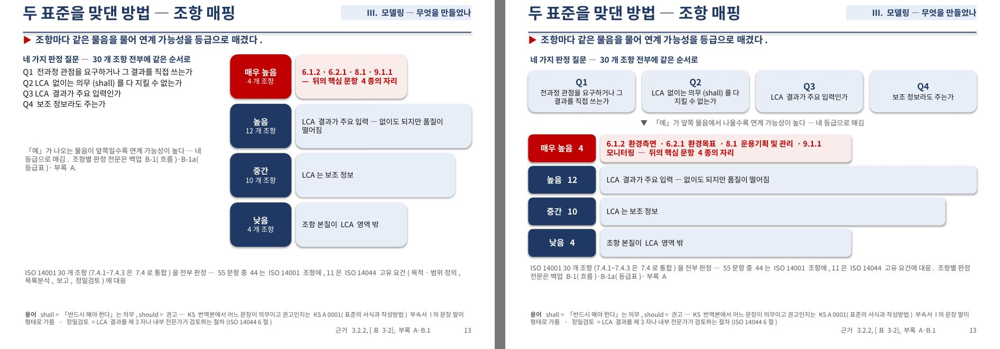 두 표준을 맞댄 방법 — 조항 매핑
III. 모델링 — 무엇을 만들었나
▶ 조항마다 같은 물음을 물어 연계 가능성을 등급으로 매겼다 .
네 가지 판정 질문 — 30 개 조항 전부에 같은 순서로
Q1 전과정 관점을 요구하거나 그 결과를 직접 쓰는가
Q2 LCA 없이는 의무 (shall) 를 다 지킬 수 없는가
Q3 LCA 결과가 주요 입력인가
Q4 보조 정보라도 주는가
「예」가 나오는 물음이 앞쪽일수록 연계 가능성이 높다 — 네
등급으로 매김 . 조항별 판정 전문은 백업 B-1( 흐름 )·B-1a(
등급표 )· 부록 A.
매우 높음
4 개 조항
6.1.2 · 6.2.1 · 8.1 · 9.1.1
— 뒤의 핵심 문항 4 종의 자리
높음
12 개 조항
LCA 결과가 주요 입력 — 없이도 되지만 품질이
떨어짐
중간
10 개 조항
LCA 는 보조 정보
낮음
4 개 조항
조항 본질이 LCA 영역 밖
ISO 14001 30 개 조항 (7.4.1~7.4.3 은 7.4 로 통합 ) 을 전부 판정 — 55 문항 중 44 는 ISO 14001 조항에 , 11 은 ISO 14044 고유 요건 ( 목적 · 범위 정의 ,
목록분석 , 보고 , 정밀검토 ) 에 대응
용어 shall = 「반드시 해야 한다」는 의무 , should = 권고 — KS 번역본에서 어느 문장이 의무이고 권고인지는 KS A 0001( 표준의 서식과 작성방법 ) 부속서 I 의 문장 말미
형태로 가름 · 정밀검토 = LCA 결과를 제 3 자나 내부 전문가가 검토하는 절차 (ISO 14044 6 절 )
근거 3.2.2, [ 표 3-2], 부록 A·B.1
13
두 표준을 맞댄 방법 — 조항 매핑
III. 모델링 — 무엇을 만들었나
▶ 조항마다 같은 물음을 물어 연계 가능성을 등급으로 매겼다 .
네 가지 판정 질문 — 30 개 조항 전부에 같은 순서로
Q1
전과정 관점을 요구하거나 그
결과를 직접 쓰는가
Q2
LCA 없이는 의무 (shall) 를 다
지킬 수 없는가
Q3
LCA 결과가 주요 입력인가
Q4
보조 정보라도 주는가
▼ 「예」가 앞쪽 물음에서 나올수록 연계 가능성이 높다 — 네 등급으로 매김
매우 높음 4
6.1.2 환경측면 · 6.2.1 환경목표 · 8.1 운용기획 및 관리 · 9.1.1
모니터링 — 뒤의 핵심 문항 4 종의 자리
높음 12
LCA 결과가 주요 입력 — 없이도 되지만 품질이 떨어짐
중간 10
LCA 는 보조 정보
낮음 4
조항 본질이 LCA 영역 밖
ISO 14001 30 개 조항 (7.4.1~7.4.3 은 7.4 로 통합 ) 을 전부 판정 — 55 문항 중 44 는 ISO 14001 조항에 , 11 은 ISO 14044 고유 요건에 대응 . 조항별 판정
전문은 백업 B-1( 흐름 )·B-1a( 등급표 )· 부록 A
용어 shall = 「반드시 해야 한다」는 의무 , should = 권고 — KS 번역본에서 어느 문장이 의무이고 권고인지는 KS A 0001( 표준의 서식과 작성방법 ) 부속서 I 의 문장 말미
형태로 가름 · 정밀검토 = LCA 결과를 제 3 자나 내부 전문가가 검토하는 절차 (ISO 14044 6 절 )
근거 3.2.2, [ 표 3-2], 부록 A·B.1
13